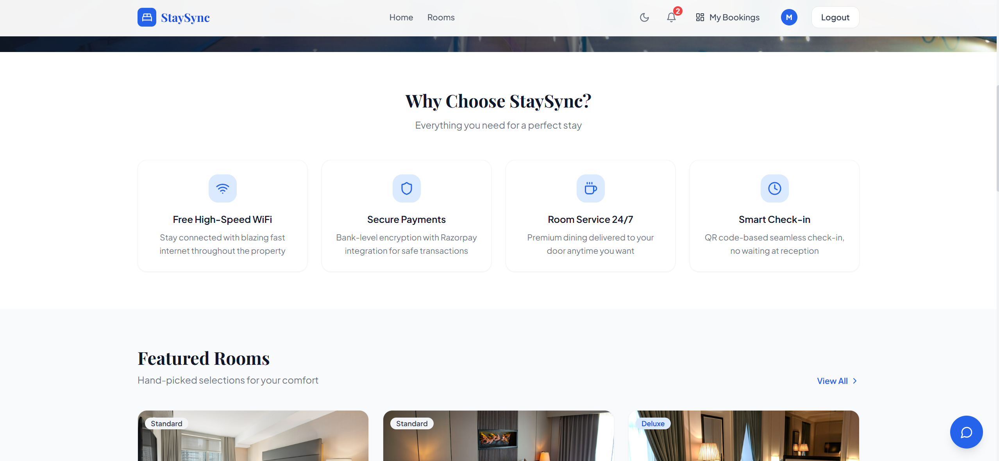 StaySync
Home
Rooms
2
My Bookings
M
Logout
Why Choose StaySync?
Everything you need for a perfect stay
Free High-Speed WiFi
Stay connected with blazing fast
internet throughout the property
Secure Payments
Bank-level encryption with Razorpay
integration for safe transactions
Room Service 24/7
Premium dining delivered to your
door anytime you want
Smart Check-in
QR code-based seamless check-in,
no waiting at reception
Featured Rooms
Hand-picked selections for your comfort
View All
Standard
Standard
Deluxe